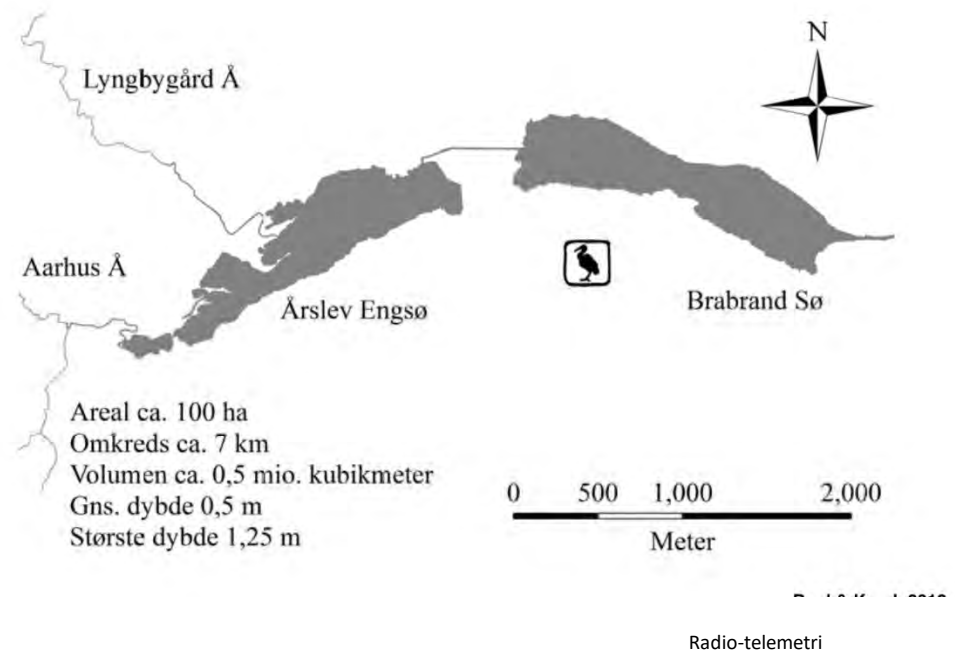 N
Lyngbygård Å
Aarhus Å
Årslev Engsø
Brabrand Sø
Areal ca. 100 ha
Omkreds ca. 7 km
Volumen ca. 0,5 mio. kubikmeter
Gns. dybde 0,5 m
Største dybde 1,25 m
0 500 1,000 2,000
Meter
Radio-telemetri